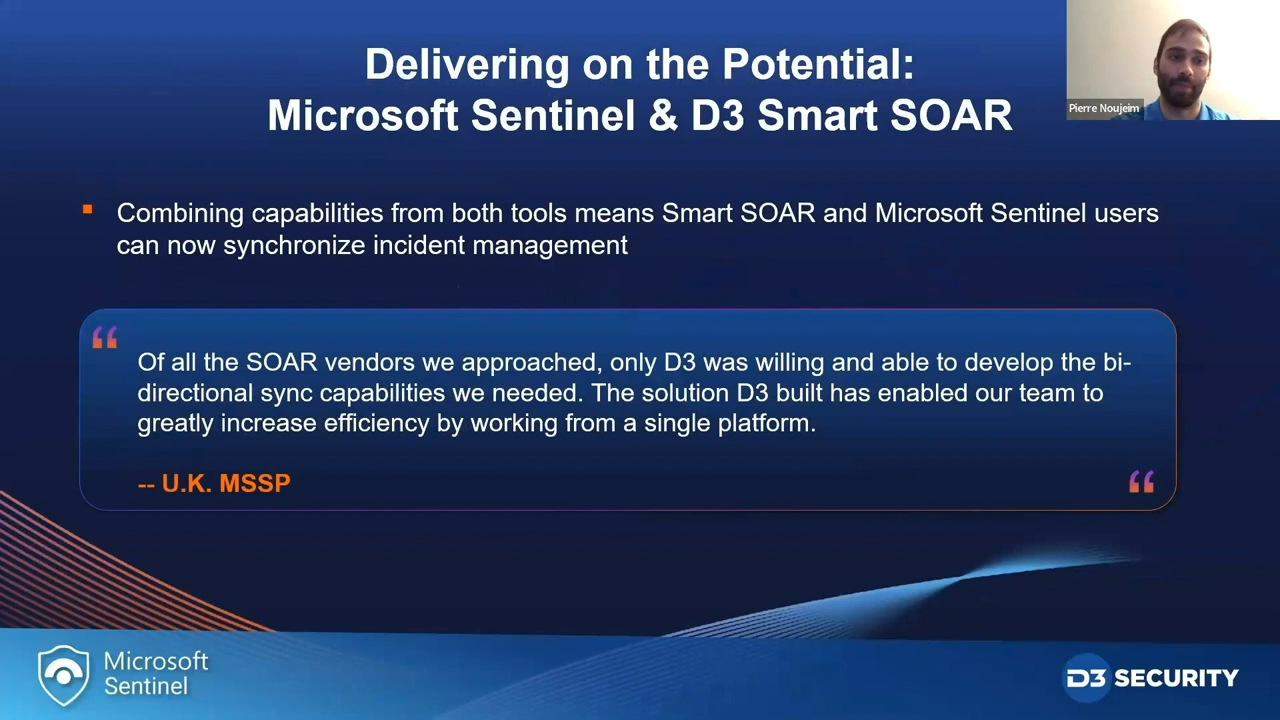 Delivering on the Potential:
Microsoft Sentinel & D3 Smart SOAR
Pierre Noujeim
▪ Combining capabilities from both tools means Smart SOAR and Microsoft Sentinel users
can now synchronize incident management
“
Of all the SOAR vendors we approached, only D3 was willing and able to develop the bi-
directional sync capabilities we needed. The solution D3 built has enabled our team to
greatly increase efficiency by working from a single platform.
-- U.K. MSSP
“
Microsoft
Sentinel
D3 SECURITY